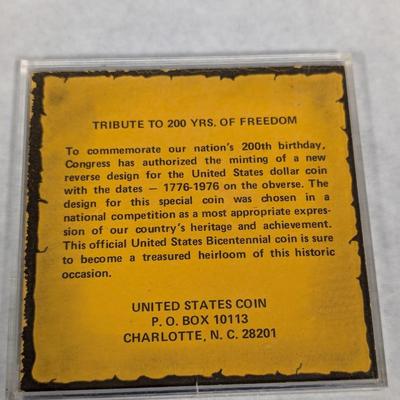 TRIBUTE TO 200 YRS. OF FREEDOM
To commemorate our nation's 200th birthday,
Congress has authorized the minting of a new
reverse design for the United States dollar coin
with the dates — 1776-1976 on the obverse. The
design for this special coin was chosen in a
national competition as a most appropriate expres-
sion of our country's heritage and achievement.
This official United States Bicentennial coin is sure
to become a treasured heirloom of this historic
occasion.
UNITED STATES COIN
P. O. BOX 10113
CHARLOTTE, N. C. 28201